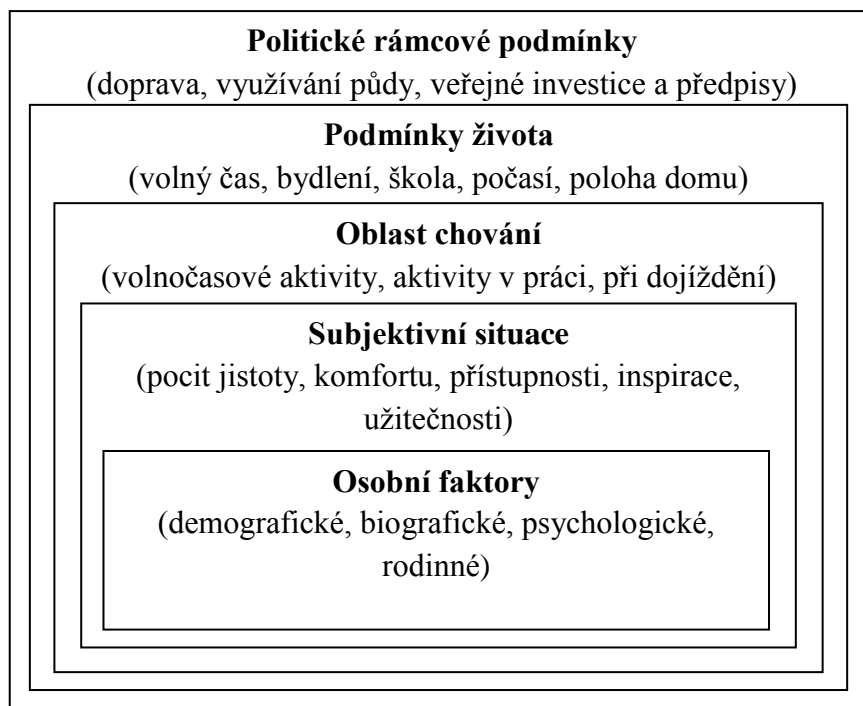 Politické rámcové podmínky
(doprava, využívání půdy, veřejné investice a předpisy)
Podmínky života
(volný čas, bydlení, škola, počasí, poloha domu)
Oblast chování
(volnočasové aktivity, aktivity v práci, při dojíždění)
Subjektivní situace
(pocit jistoty, komfortu, přístupnosti, inspirace,
užitečnosti)
Osobní faktory
(demografické, biografické, psychologické,
rodinné)